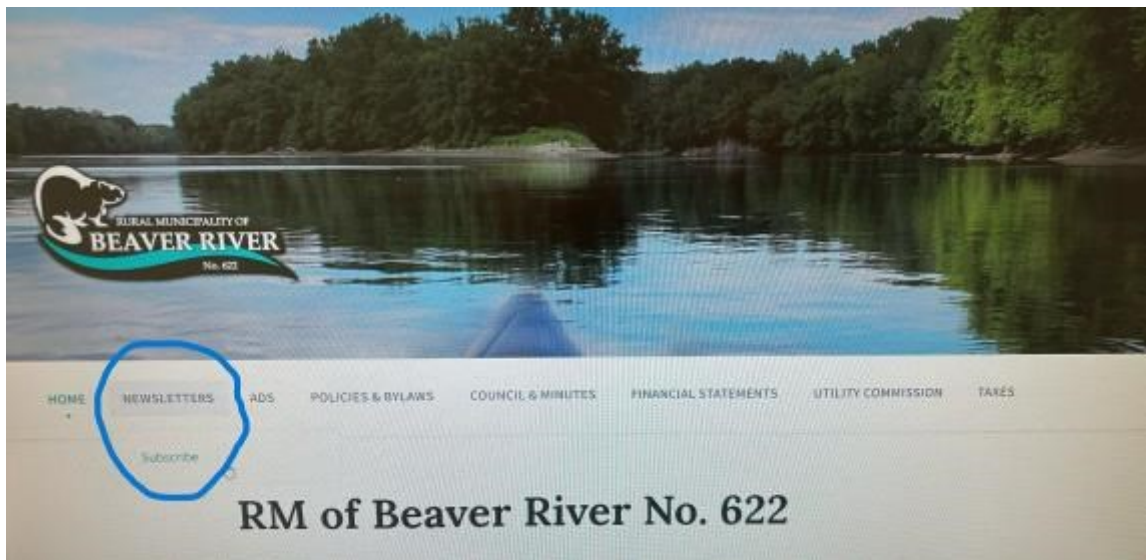 RURAL MUNICIPALITY OF
BEAVER RIVER
No. 622
HOME NEWSLETTERS ADS POLICIES & BYLAWS COUNCIL & MINUTES FINANCIAL STATEMENTS UTILITY COMMISSION TAXES
Subscribe
RM of Beaver River No. 622